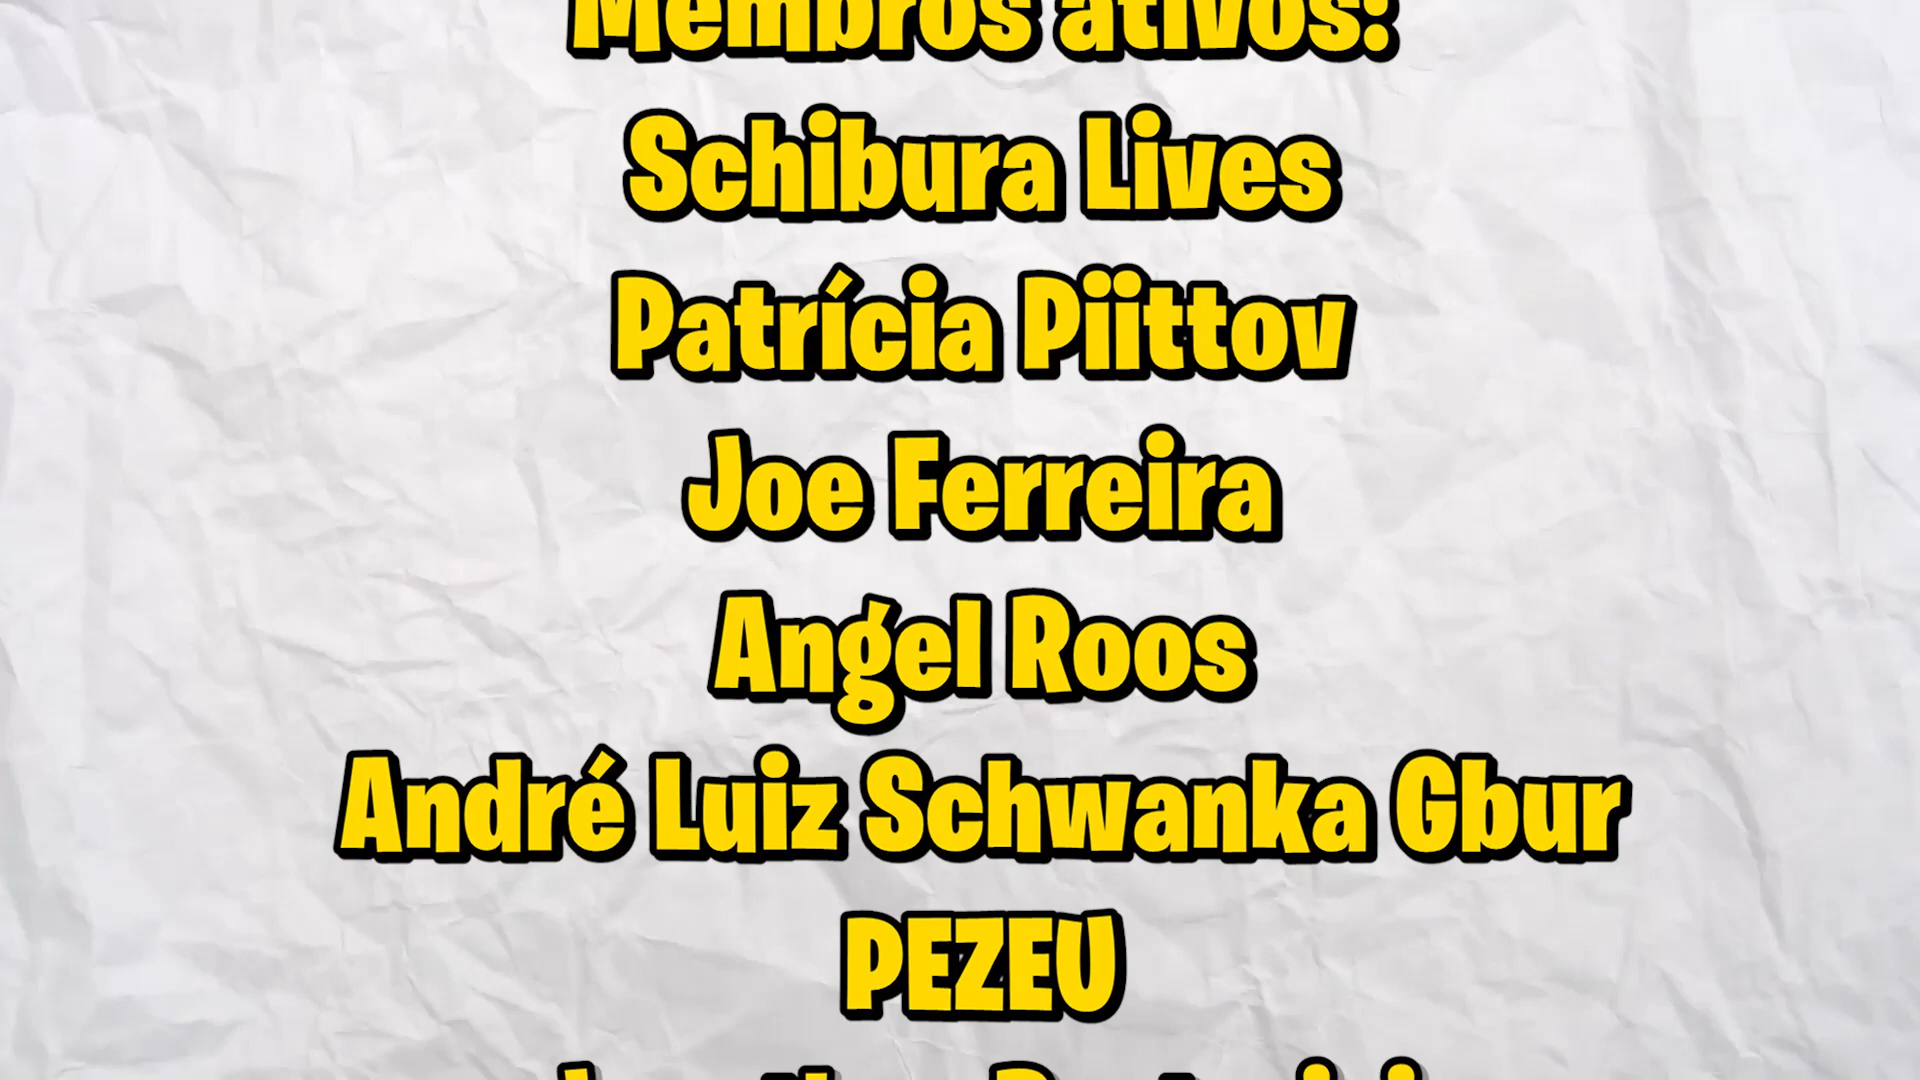 Membros ativos:
Schibura Lives
Patrícia Piittov
Joe Ferreira
Angel Roos
André Luiz Schwanka Gbur
PEZEU